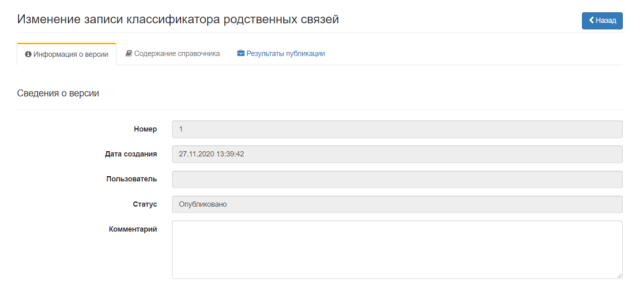 Изменение записи классификатора родственных связей
Назад
Информация о версии Содержание справочника Результаты публикации
Сведения о версии
Номер 1
Дата создания 27.11.2020 13:39:42
Пользователь
Статус Опубликовано
Комментарий